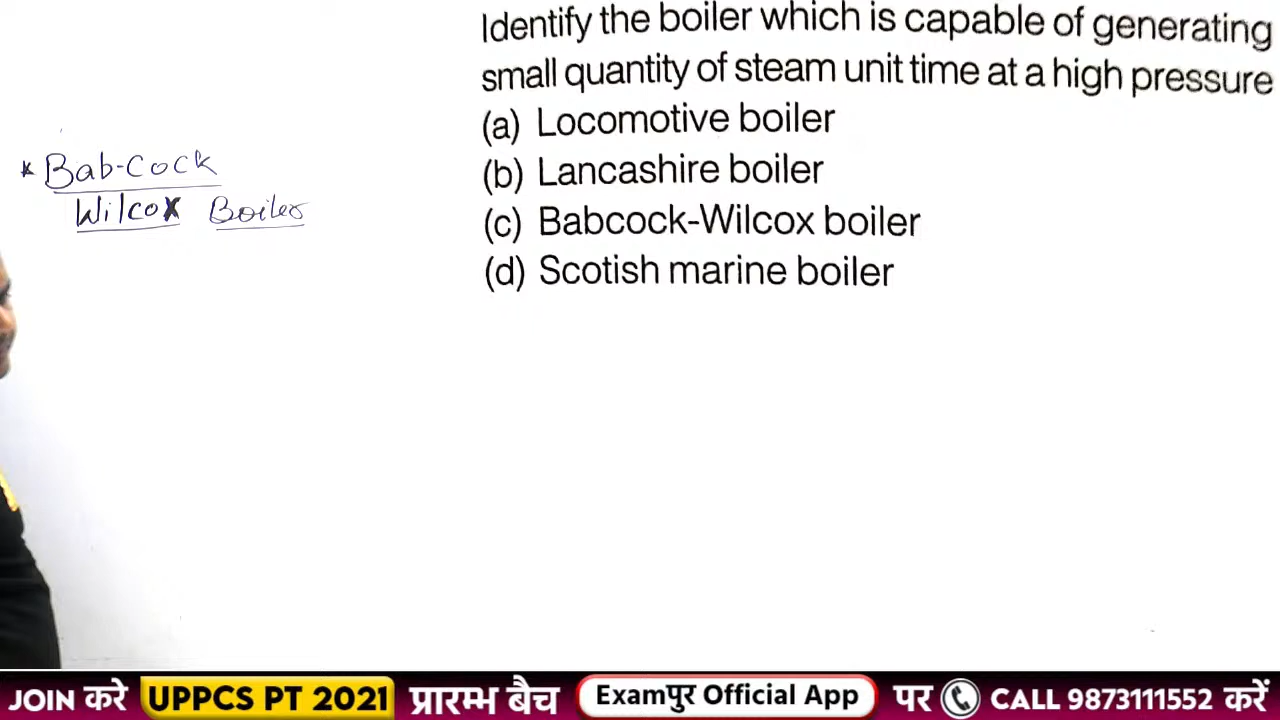 Identify the boiler which is capable of generating
small quantity of steam unit time at a high pressure
(a) Locomotive boiler
(b) Lancashire boiler
(c) Babcock-Wilcox boiler
(d) Scotish marine boiler
* Bab-Cock
Wilcox Boiler
JOIN करे UPPCS PT 2021 प्रारम्भ बैच Examपुर Official App पर CALL 9873111552 करें